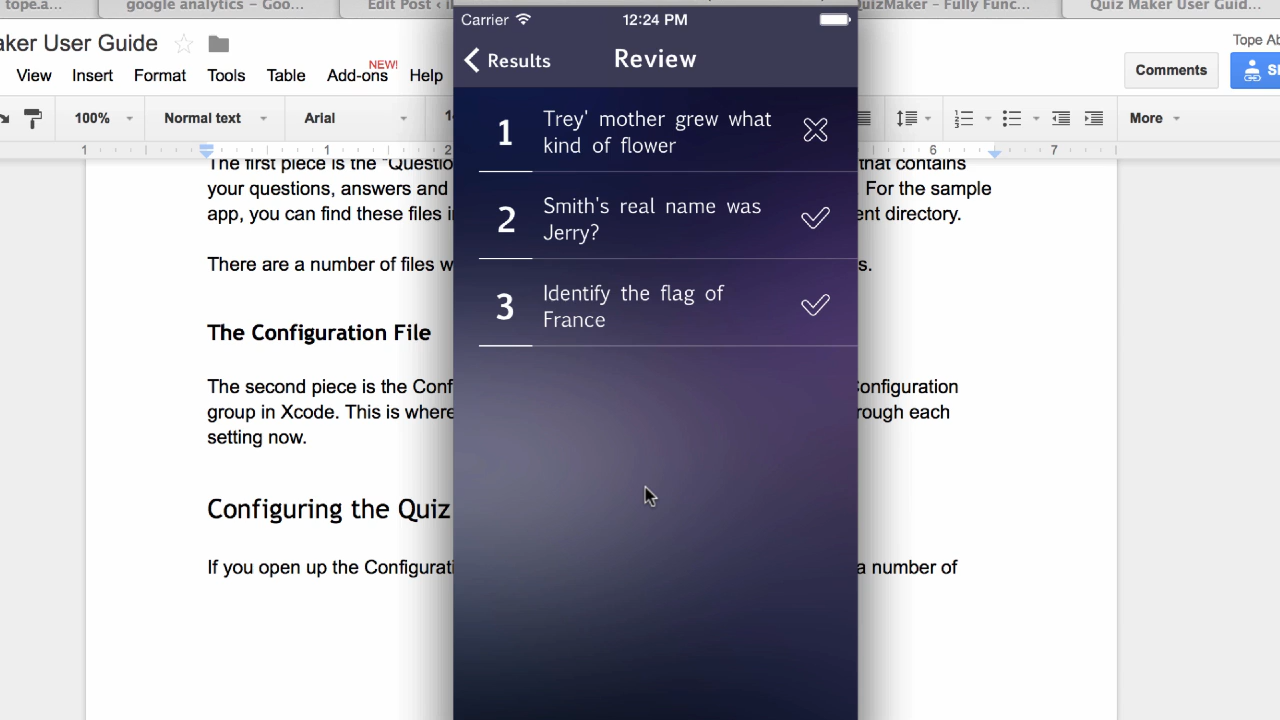 tope.a...
google analytics – Goo...
Edit Post ‹ i
QuizMaker – Fully Func...
Quiz Maker User Guid...
aker User Guide
Tope Ab
View Insert Format Tools Table Add-ons NEW! Help
Comments
100% Normal text Arial
More
1 1 2 6 7
The first piece is the "Questio
that contains
your questions, answers and
For the sample
app, you can find these files i
ent directory.
There are a number of files w
s.
The Configuration File
The second piece is the Conf
Configuration
group in Xcode. This is where
rough each
setting now.
Configuring the Quiz
If you open up the Configurati
a number of
Carrier 12:24 PM
Results Review
1 Trey' mother grew what
kind of flower
2 Smith's real name was
Jerry?
3 Identify the flag of
France